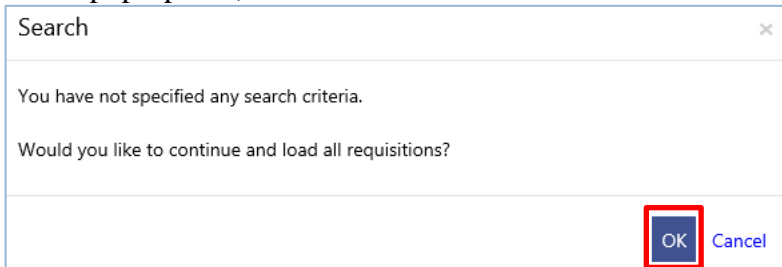 Search ×
You have not specified any search criteria.
Would you like to continue and load all requisitions?
OK Cancel